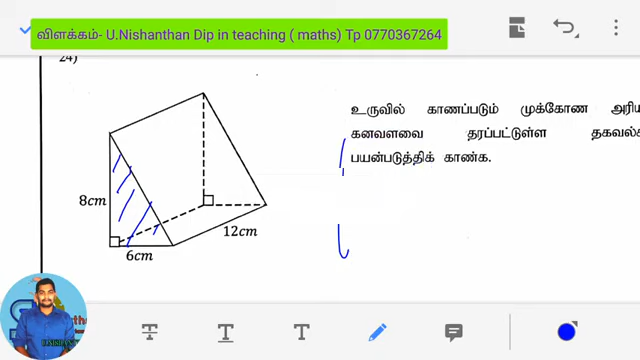 விளக்கம்- U.Nishanthan Dip in teaching ( maths) Tp 0770367264
24)
உருவில் காணப்படும் முக்கோண அரிய
கனவளவை தரப்பட்டுள்ள
பயன்படுத்திக் காண்க.
8cm
12cm
6cm
T T T